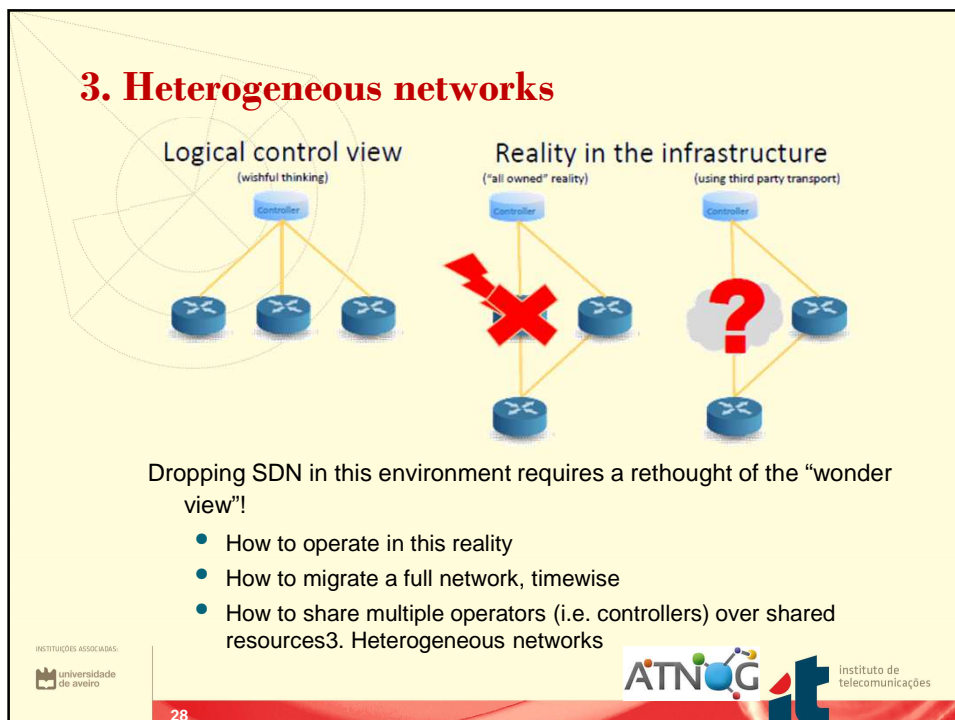 3. Heterogeneous networks
Logical control view
(wishful thinking)
Controller
Reality in the infrastructure
("all owned" reality)
(using third party transport)
Controller
Controller
?
Dropping SDN in this environment requires a rethought of the “wonder
view”!
• How to operate in this reality
• How to migrate a full network, timewise
• How to share multiple operators (i.e. controllers) over shared
resources3. Heterogeneous networks
INSTITUIÇÕES ASSOCIADAS:
universidade
de aveiro
ATNOG
it
instituto de
telecomunicações
28